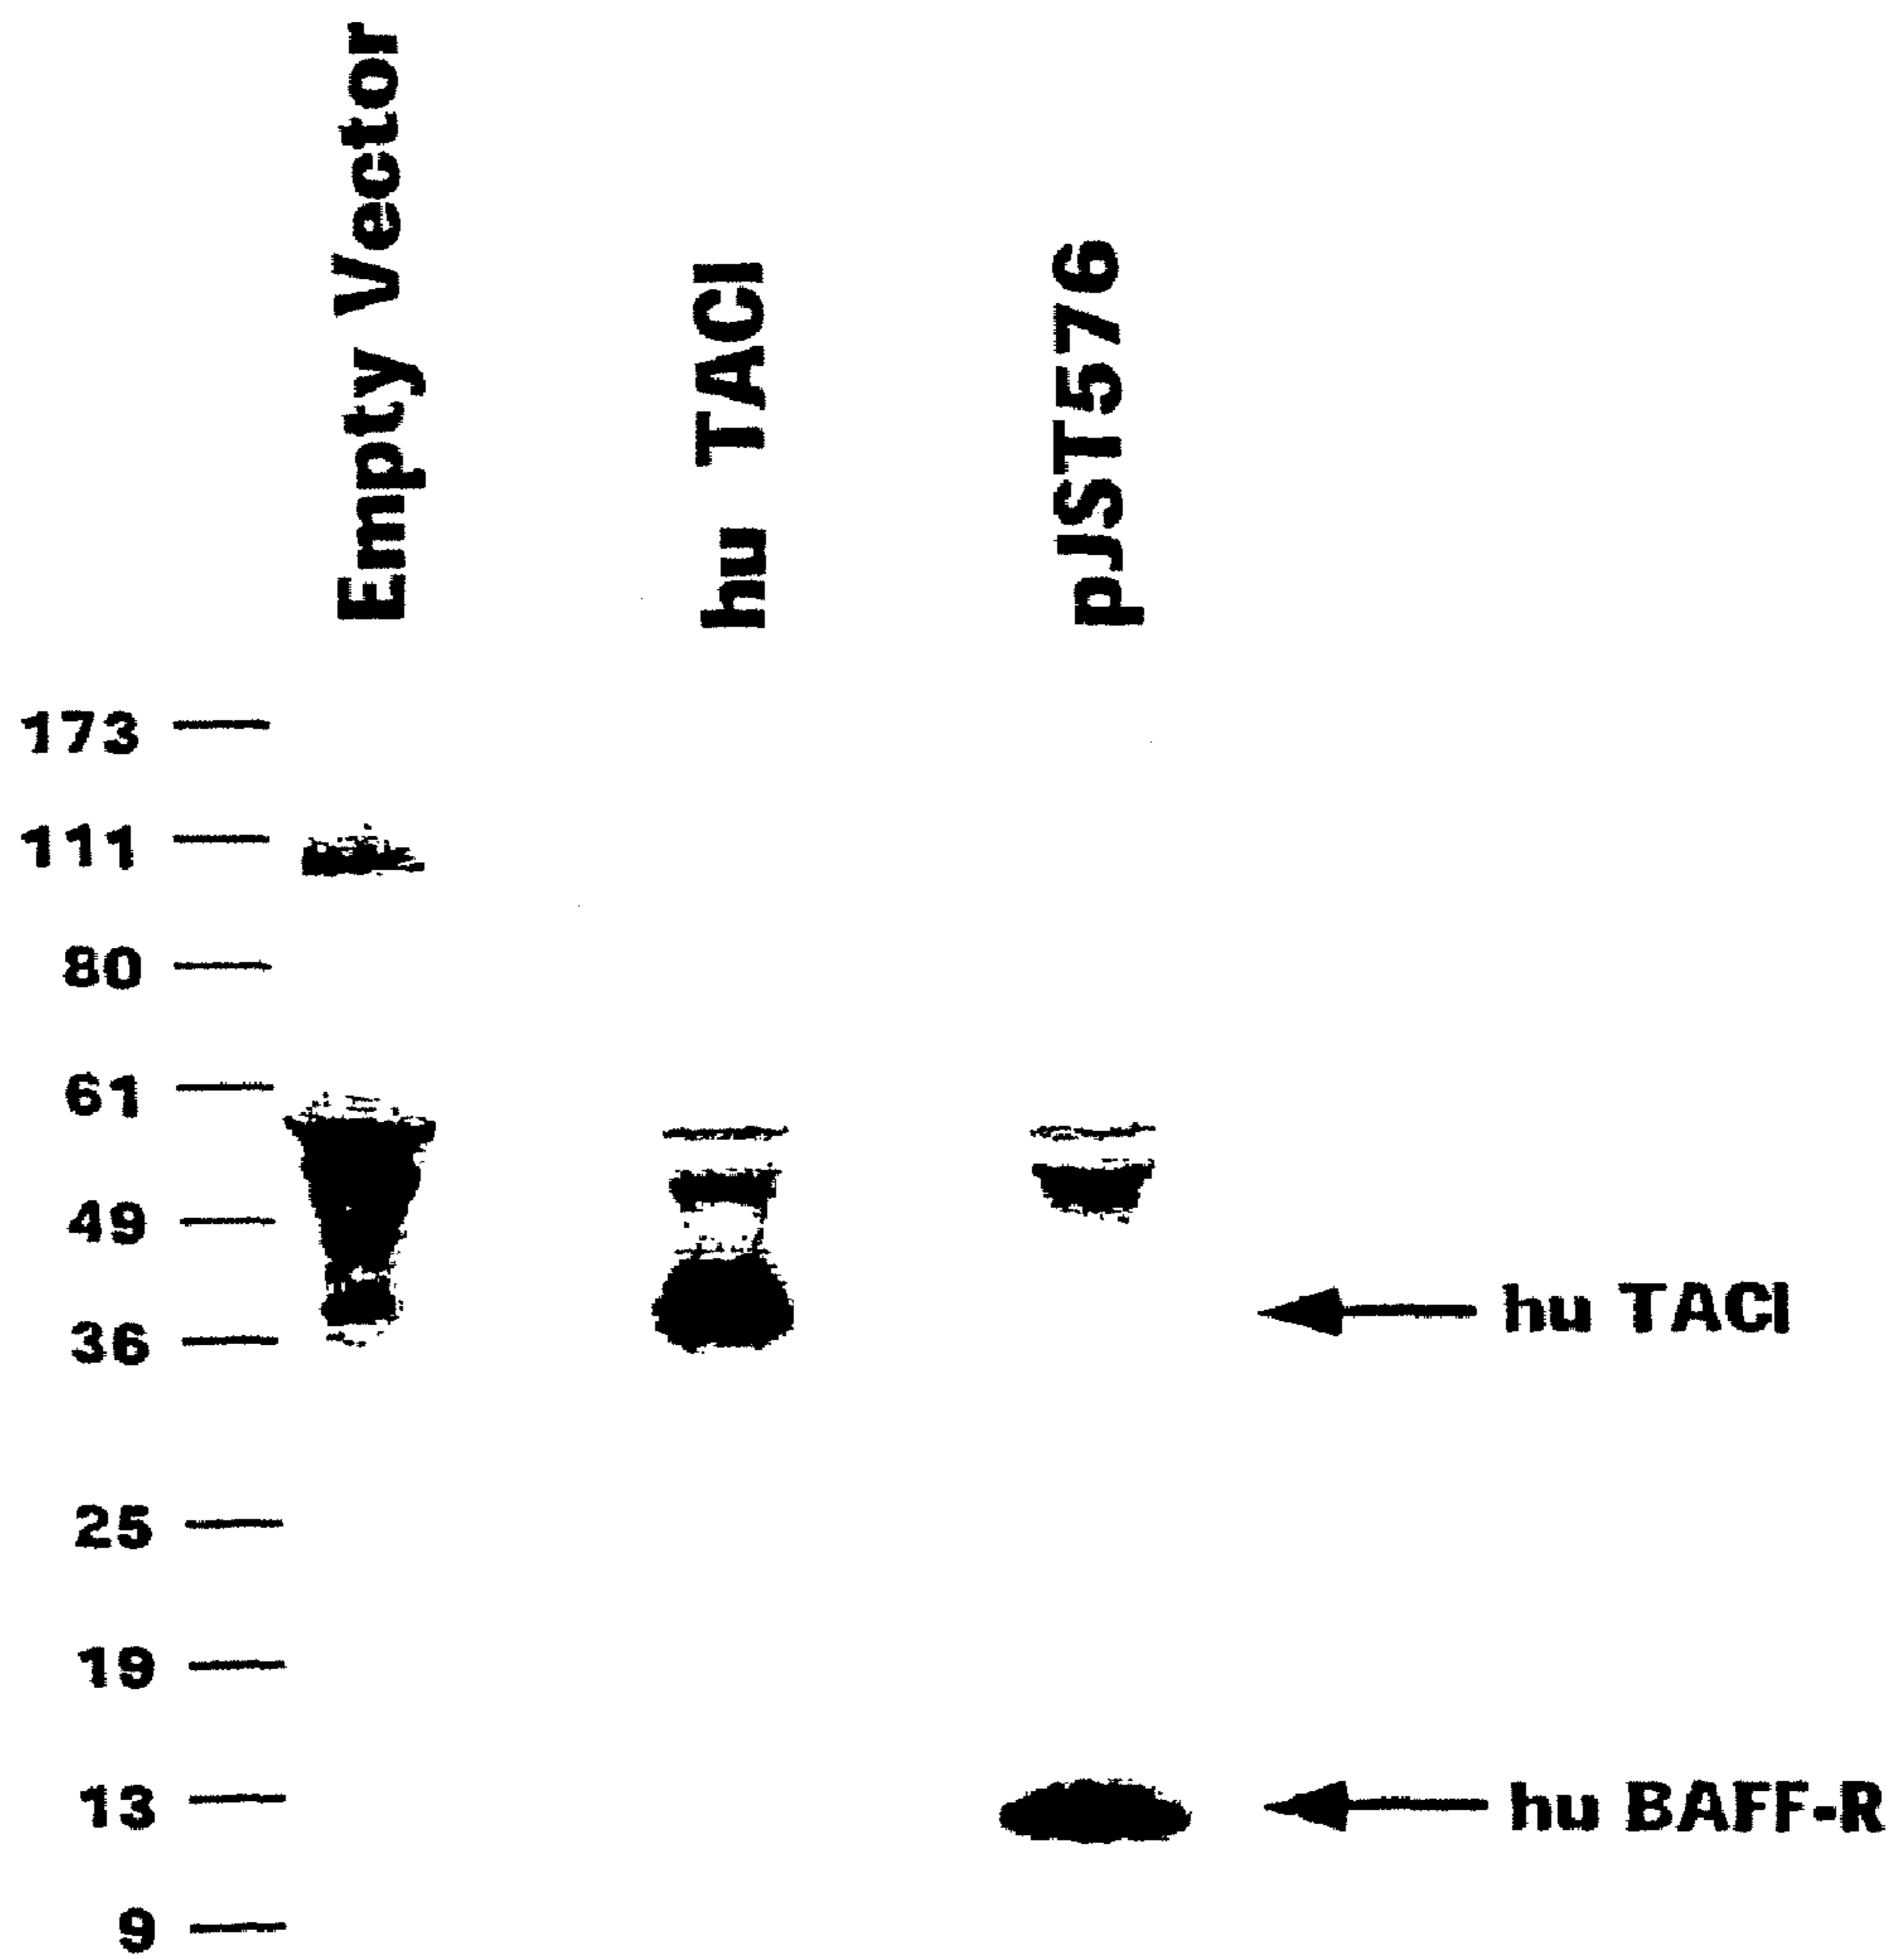 Empty Vector
hu TACI
pJST576
173
111
80
61
49
36
25
19
13
9
hu TACI
hu BAFF-R